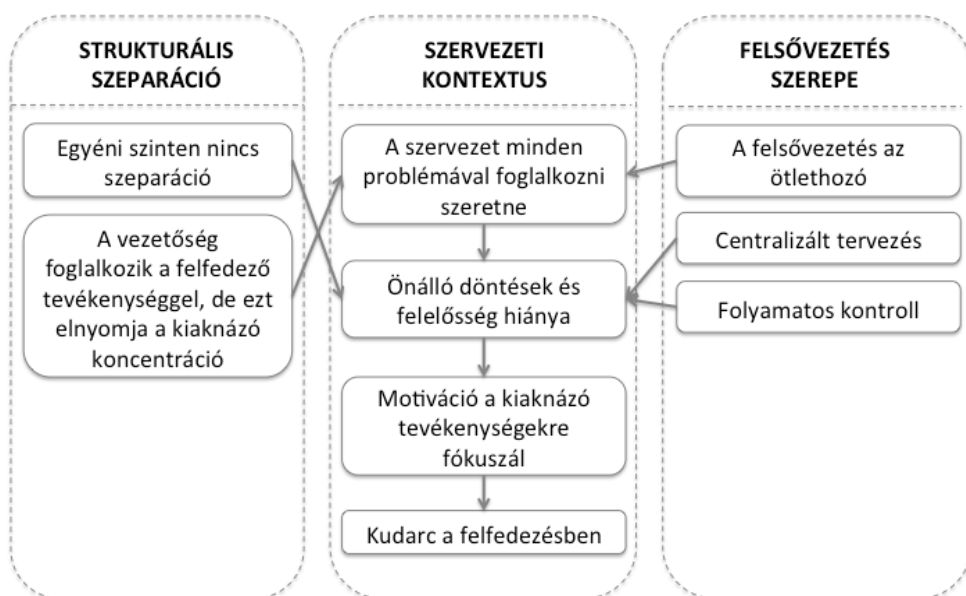 STRUKTURÁLIS
SZEPARÁCIÓ
Egyéni szinten nincs
szeparáció
A vezetőség
foglalkozik a felfedező
tevékenységgel, de ezt
elnyomja a kiaknázó
koncentráció
SZERVEZETI
KONTEXTUS
A szervezet minden
problémával foglalkozni
szeretne
Önálló döntések és
felelősség hiánya
Motiváció a kiaknázó
tevékenységekre
fókuszál
Kudarc a felfedezésben
FELSŐVEZETÉS
SZEREPE
A felsővezetés az
ötlethozó
Centralizált tervezés
Folyamatos kontroll